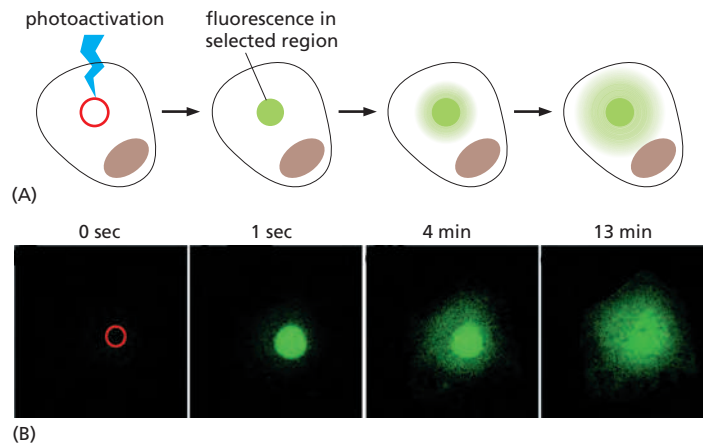 photoactivation
fluorescence in
selected region
(A)
0 sec
1 sec
4 min
13 min
(B)